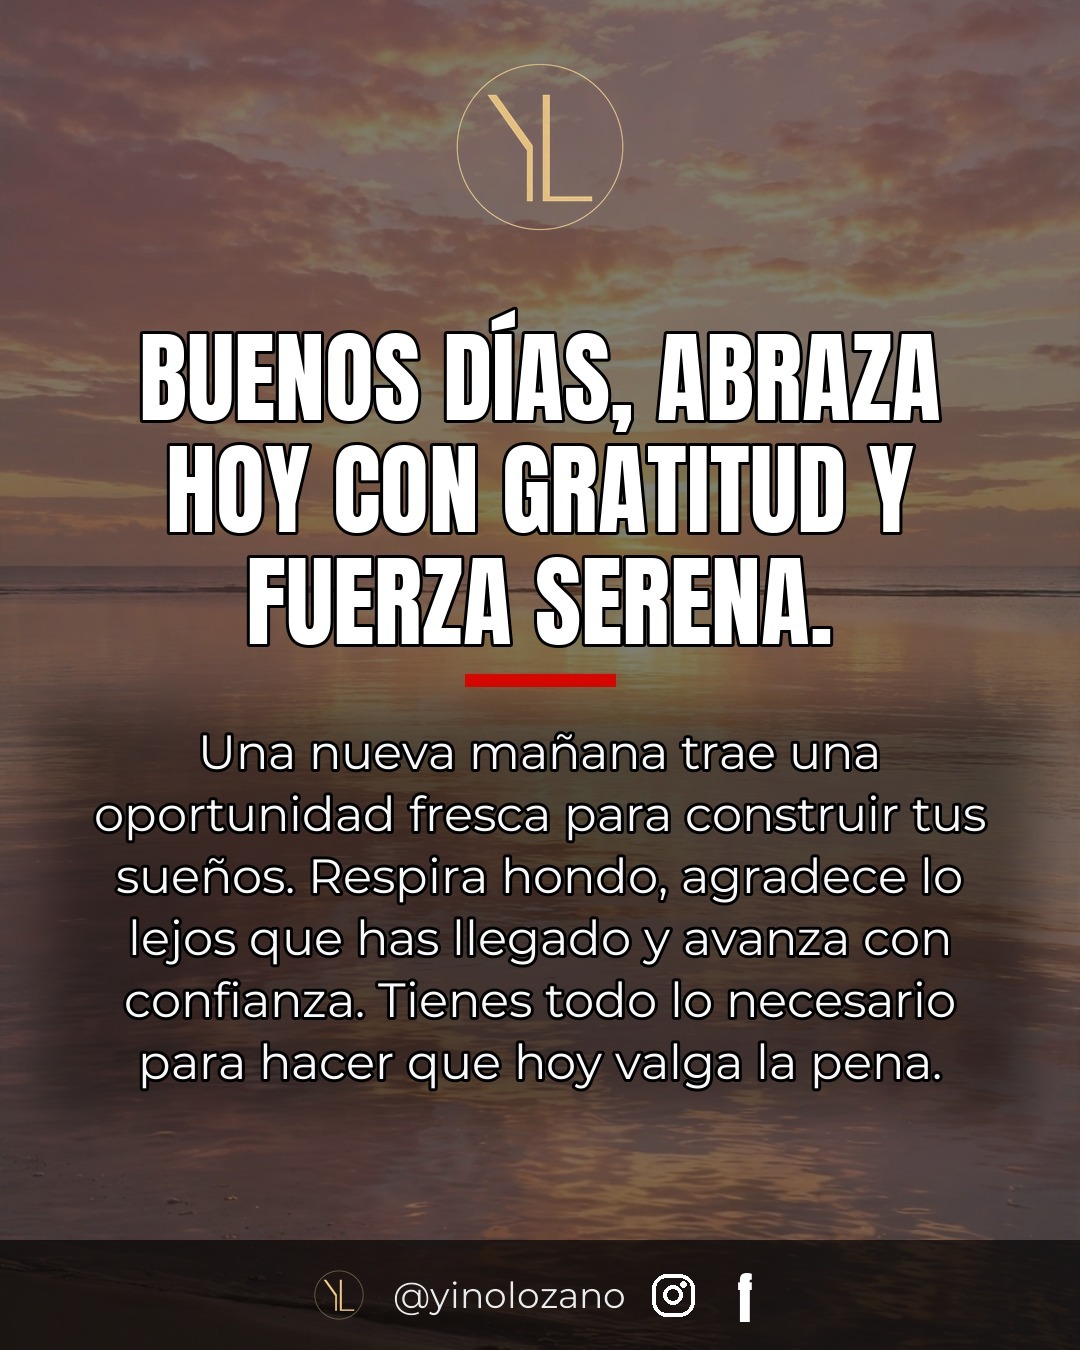 YL
BUENOS DÍAS, ABRAZA
HOY CON GRATITUD Y
FUERZA SERENA.
Una nueva mañana trae una
oportunidad fresca para construir tus
sueños. Respira hondo, agradece lo
lejos que has llegado y avanza con
confianza. Tienes todo lo necesario
para hacer que hoy valga la pena.
YL @yinolozano f